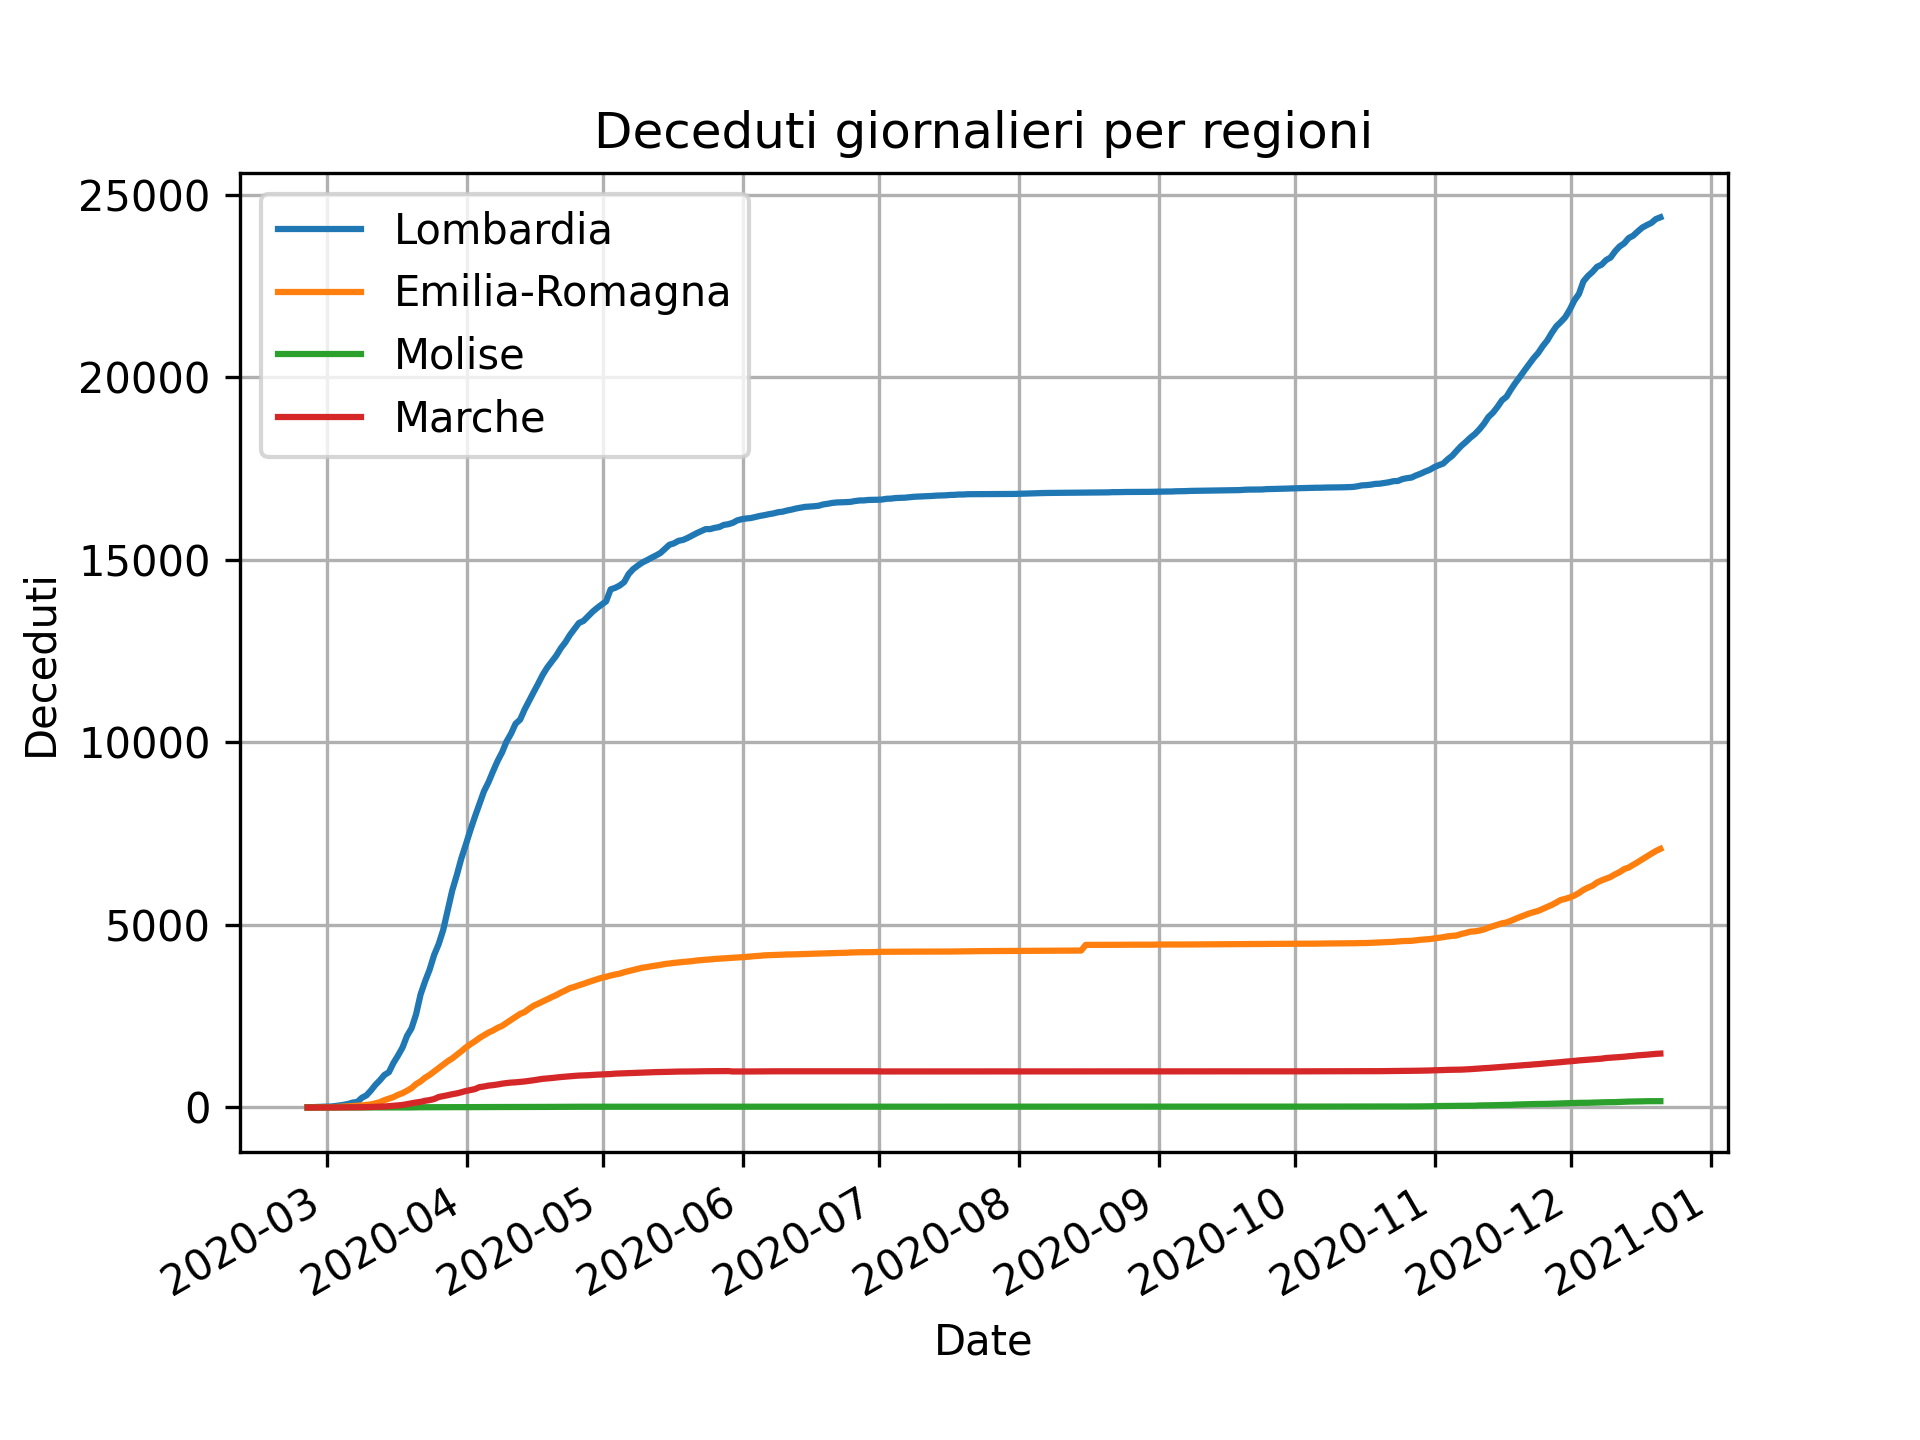 Deceduti giornalieri per regioni
25000
20000
15000
10000
5000
0
Deceduti
Lombardia
Emilia-Romagna
Molise
Marche
2020-03
2020-04
2020-05
2020-06
2020-07
2020-08
2020-09
2020-10
2020-11
2020-12
2021-01
Date